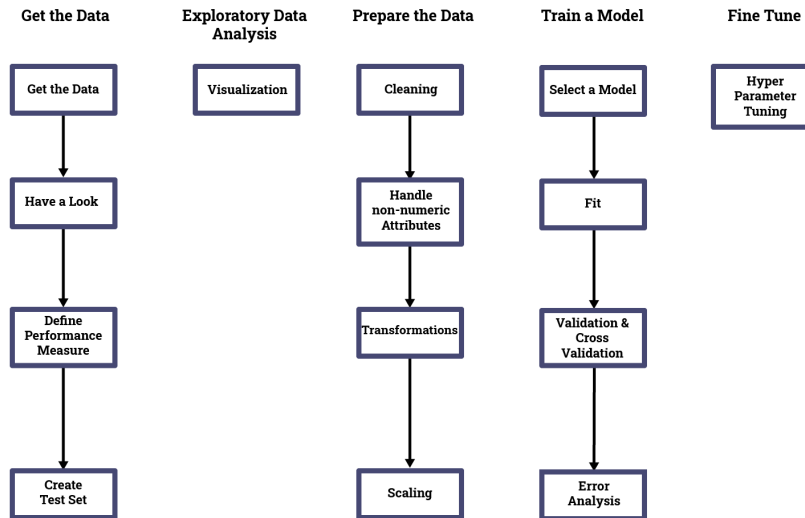 Get the Data
Exploratory Data
Analysis
Prepare the Data
Train a Model
Fine Tune
Get the Data
Visualization
Cleaning
Select a Model
Hyper
Parameter
Tuning
Have a Look
Handle
non-numeric
Attributes
Fit
Define
Performance
Measure
Transformations
Validation &
Cross
Validation
Create
Test Set
Scaling
Error
Analysis